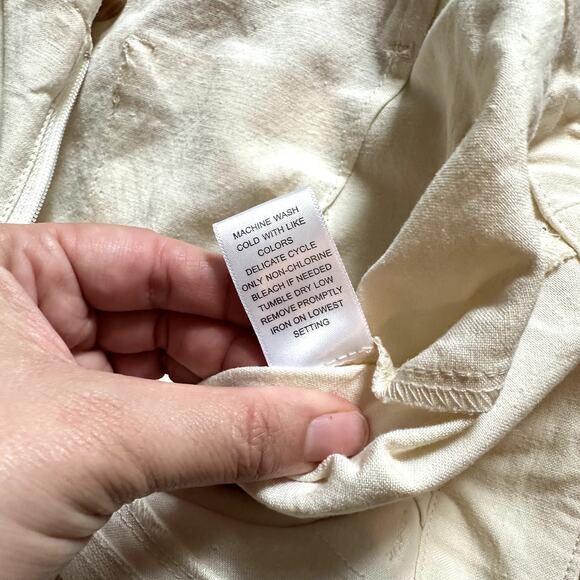 MACHINE WASH
COLD WITH LIKE
COLORS
DELICATE CYCLE
ONLY NON-CHLORINE
BLEACH IF NEEDED
TUMBLE DRY LOW
REMOVE PROMPTLY
IRON ON LOWEST
SETTING